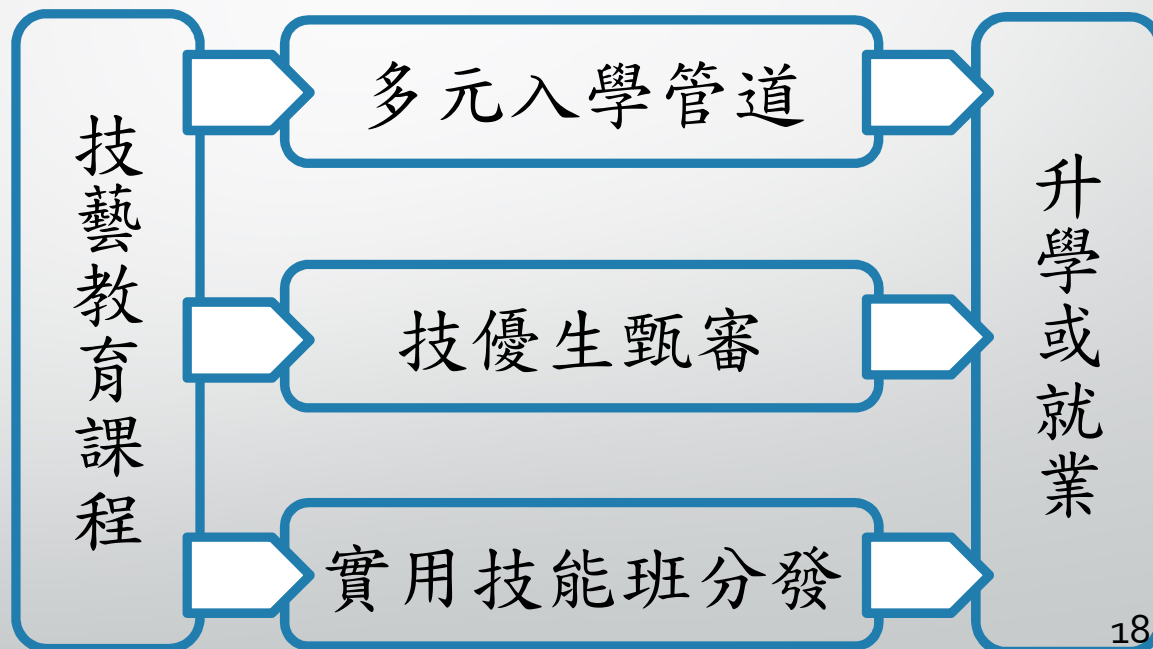 技藝教育課程
多元入學管道
技優生甄審
實用技能班分發
升學或就業
18